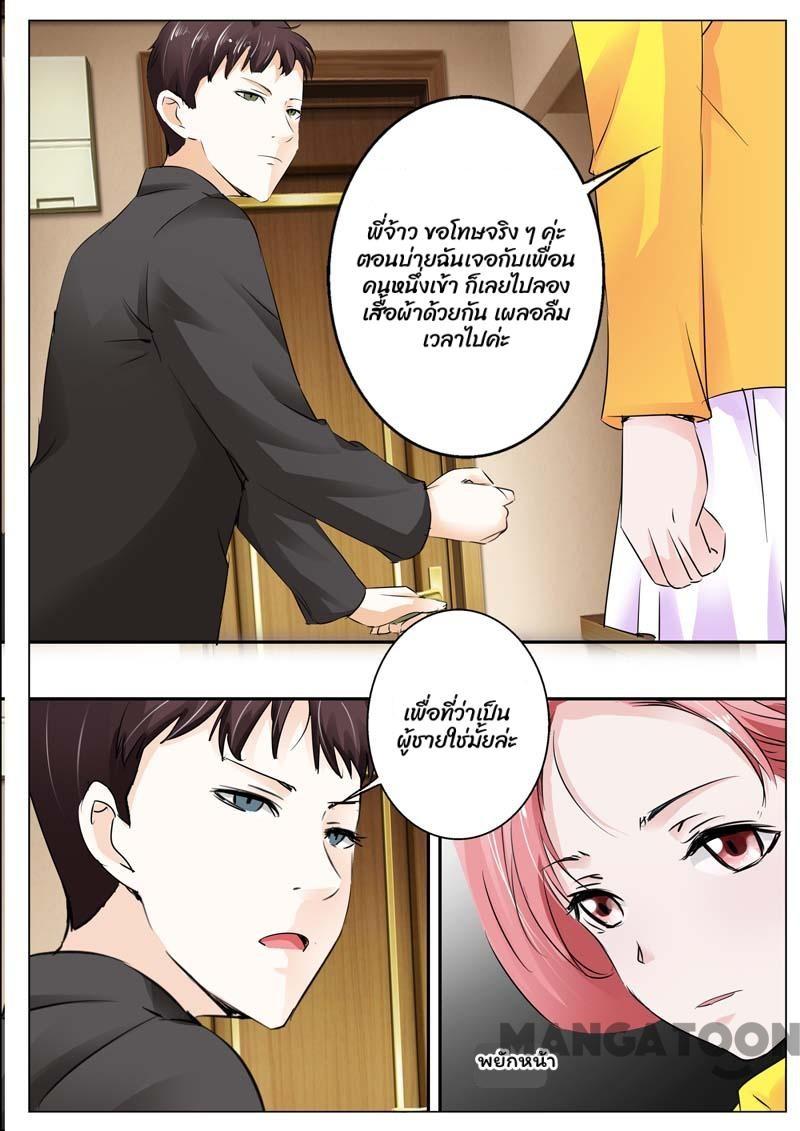 พี่จ้าว ขอโทษจริง ๆ ค่ะ
ตอนบ่ายฉันเจอกับเพื่อน
คนหนึ่งเข้า ก็เลยไปลอง
เสื้อผ้าด้วยกัน เผลอลืม
เวลาไปค่ะ
เพื่อที่ว่าเป็น
ผู้ชายใช่มั้ยล่ะ
MANGATOON
พยักหน้า